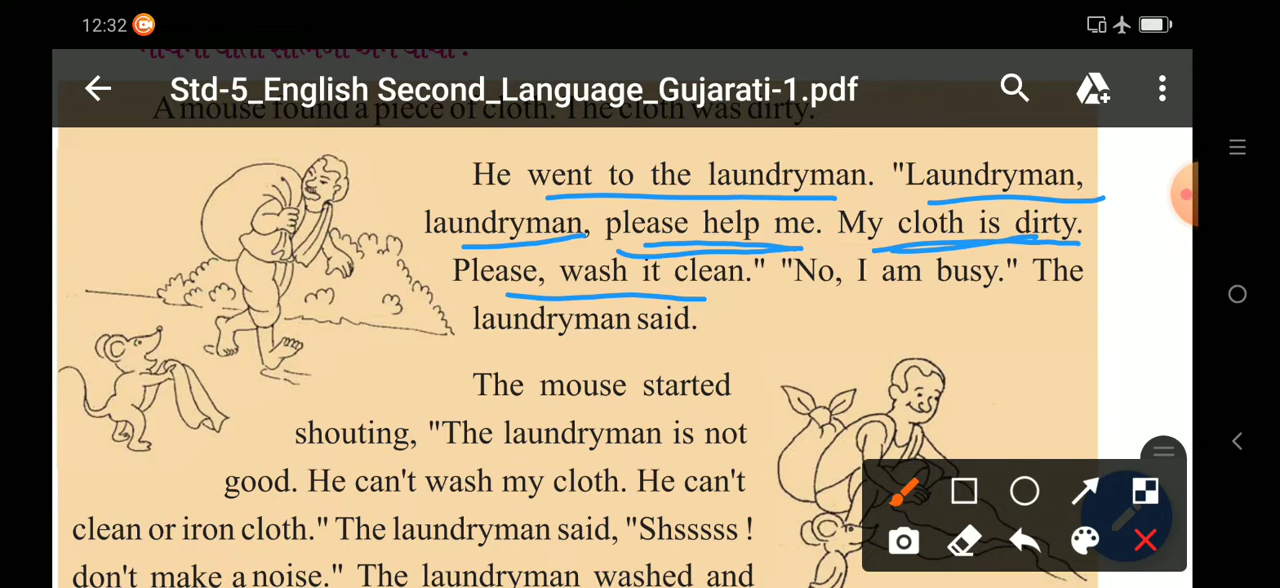 12:32
Std-5_English Second_Language_Gujarati-1.pdf
A mouse found a piece of cloth. The cloth was dirty.
He went to the laundryman. "Laundryman,
laundryman, please help me. My cloth is dirty.
Please, wash it clean." "No, I am busy." The
laundryman said.
The mouse started
shouting, "The laundryman is not
good. He can't wash my cloth. He can't
clean or iron cloth." The laundryman said, "Shsssss !
don't make a noise." The laundryman washed and